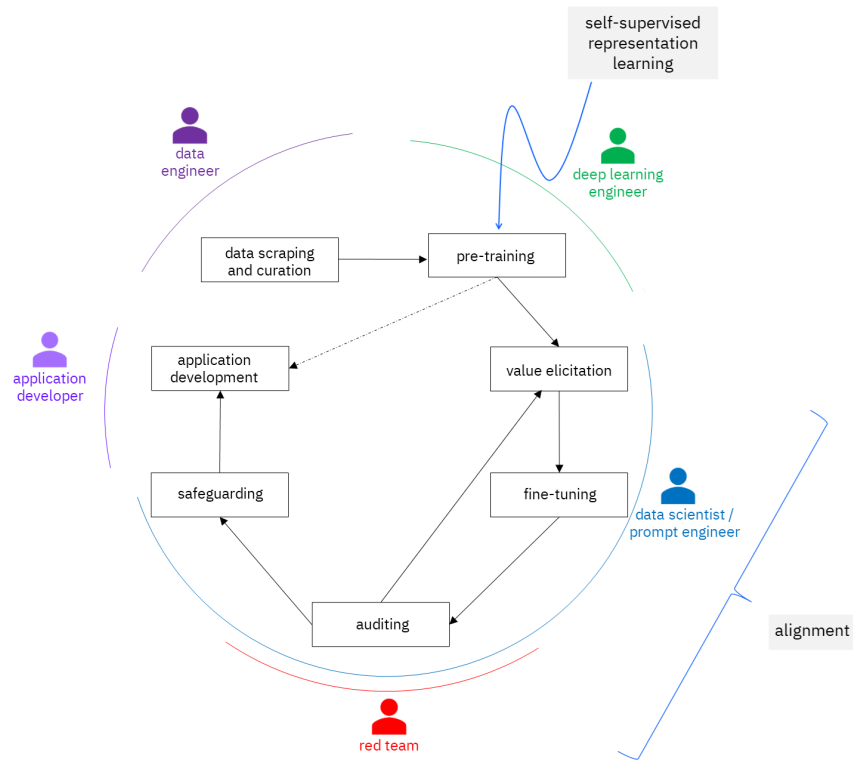 self-supervised
representation
learning
data
engineer
deep learning
engineer
data scraping
and curation
pre-training
application
development
value elicitation
application
developer
safeguarding
fine-tuning
data scientist /
prompt engineer
auditing
alignment
red team